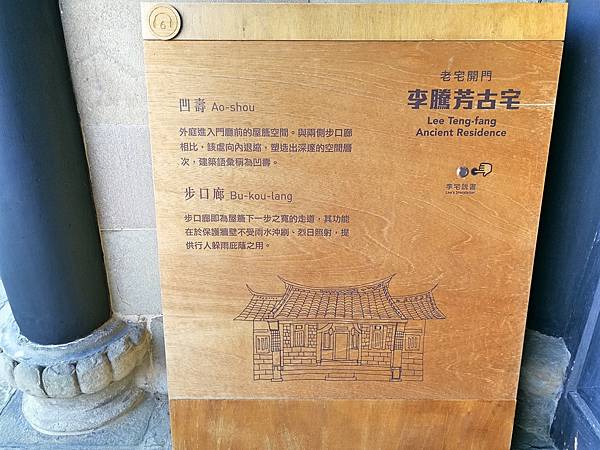 6
老宅開門
李騰芳古宅
Lee Teng-fang
Ancient Residence
李宅說書
Lee's Storyteller
凹壽 Ao-shou
外庭進入門廳前的屋簷空間。與兩側步口廊
相比，該處向內退縮，塑造出深邃的空間層
次，建築語彙稱為凹壽。
步口廊 Bu-kou-lang
步口廊即為屋簷下一步之寬的走道，其功能
在於保護牆壁不受雨水沖刷、烈日照射，提
供行人躲雨庇蔭之用。